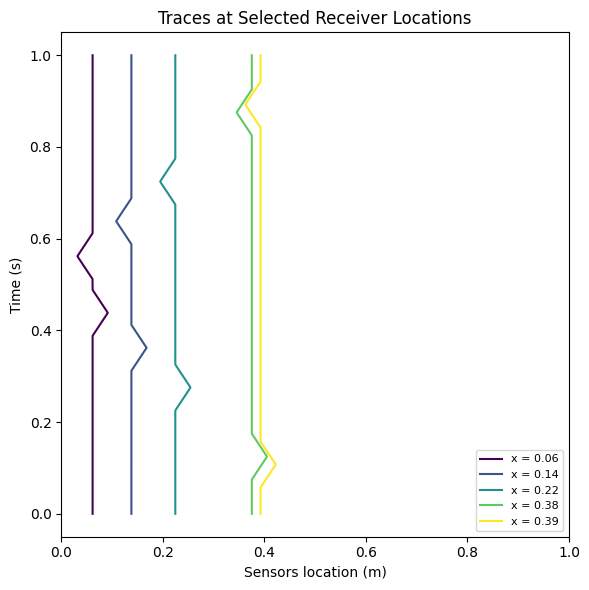 Traces at Selected Receiver Locations
Time (s)
1.0
0.8
0.6
0.4
0.2
0.0
x = 0.06
x = 0.14
x = 0.22
x = 0.38
x = 0.39
0.0 0.2 0.4 0.6 0.8 1.0
Sensors location (m)